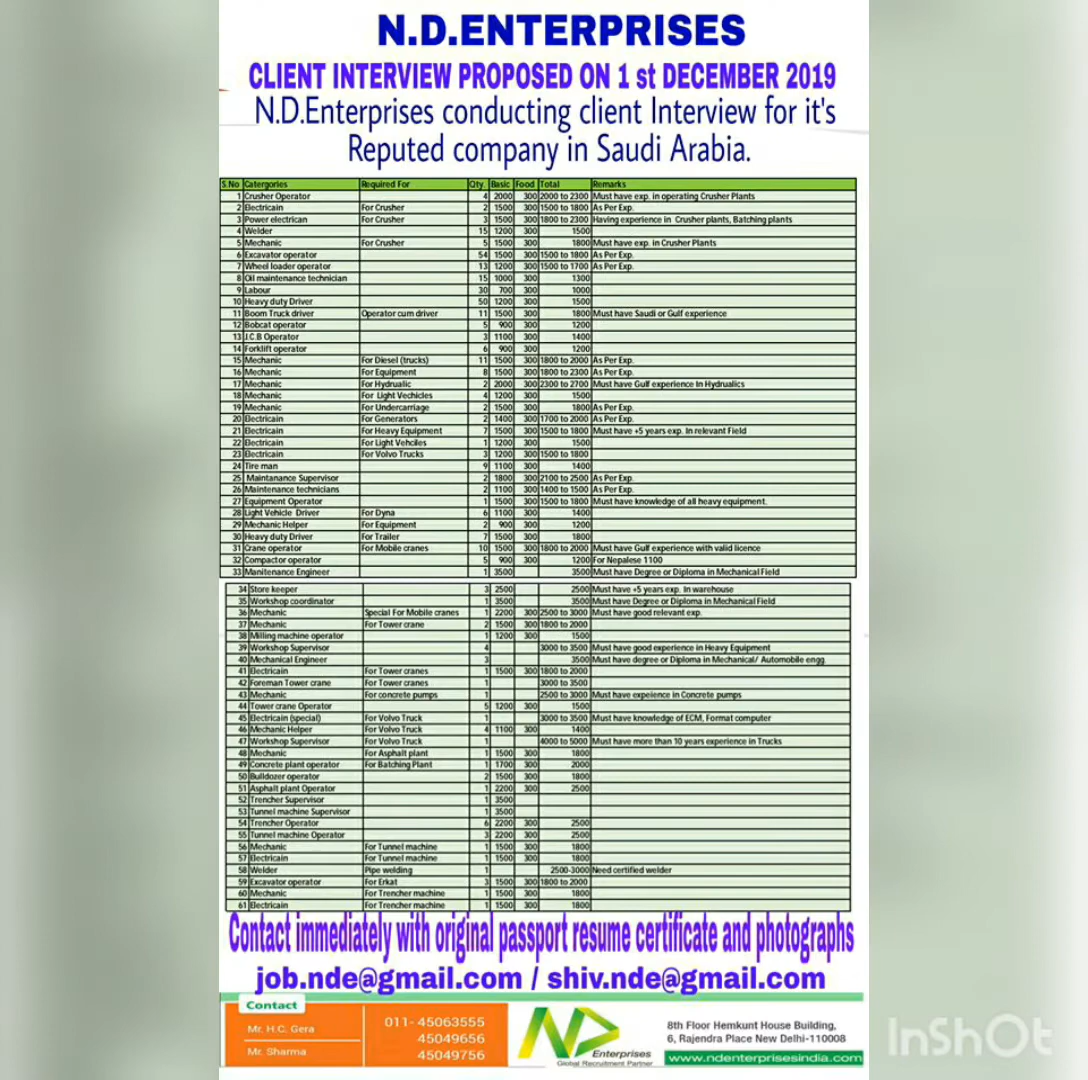 N.D.ENTERPRISES
CLIENT INTERVIEW PROPOSED ON 1 st DECEMBER 2019
N.D.Enterprises conducting client Interview for it's
Reputed company in Saudi Arabia.
S.No Catergories Required For Qty. Basic Food Total Remarks
1 Crusher Operator 4 2000 300 2000 to 2300 Must have exp. in operating Crusher Plants
2 Electricain For Crusher 2 1500 300 1500 to 1800 As Per Exp.
3 Power electrican For Crusher 3 1500 300 1800 to 2300 Having experience in Crusher plants, Batching plants
4 Welder 15 1200 300 1500
5 Mechanic For Crusher 5 1500 300 1800 Must have exp. in Crusher Plants
6 Excavator operator 54 1500 300 1500 to 1800 As Per Exp.
7 Wheel loader operator 13 1200 300 1500 to 1700 As Per Exp.
8 Oil maintenance technician 15 1000 300 1300
9 Labour 30 700 300 1000
10 Heavy duty Driver 50 1200 300 1500
11 Boom Truck driver Operator cum driver 11 1500 300 1800 Must have Saudi or Gulf experience
12 Bobcat operator 5 900 300 1200
13 J.C.B Operator 3 1100 300 1400
14 Forklift operator 6 900 300 1200
15 Mechanic For Diesel (trucks) 11 1500 300 1800 to 2000 As Per Exp.
16 Mechanic For Equipment 8 1500 300 1800 to 2300 As Per Exp.
17 Mechanic For Hydrualic 2 2000 300 2300 to 2700 Must have Gulf experience In Hydrualics
18 Mechanic For Light Vechicles 4 1200 300 1500
19 Mechanic For Undercarriage 2 1500 300 1800 As Per Exp.
20 Electricain For Generators 2 1400 300 1700 to 2000 As Per Exp.
21 Electricain For Heavy Equipment 7 1500 300 1500 to 1800 Must have +5 years exp. In relevant Field
22 Electricain For Light Vehciles 1 1200 300 1500
23 Electricain For Volvo Trucks 3 1200 300 1500 to 1800
24 Tire man 9 1100 300 1400
25 Maintanance Supervisor 2 1800 300 2100 to 2500 As Per Exp.
26 Maintenance technicians 2 1100 300 1400 to 1500 As Per Exp.
27 Equipment Operator 1 1500 300 1500 to 1800 Must have knowledge of all heavy equipment.
28 Light Vehicle Driver For Dyna 6 1100 300 1400
29 Mechanic Helper For Equipment 2 900 300 1200
30 Heavy duty Driver For Trailer 7 1500 300 1800
31 Crane operator For Mobile cranes 10 1500 300 1800 to 2000 Must have Gulf experience with valid licence
32 Compactor operator 5 900 300 1200 For Nepalese 1100
33 Manitenance Engineer 1 3500 3500 Must have Degree or Diploma in Mechanical Field
34 Store keeper 3 2500 2500 Must have +5 years exp. In warehouse
35 Workshop coordinator 1 3500 3500 Must have Degree or Diploma in Mechanical Field
36 Mechanic Special For Mobile cranes 1 2200 300 2500 to 3000 Must have good relevant exp.
37 Mechanic For Tower crane 2 1500 300 1800 to 2000
38 Milling machine operator 1 1200 300 1500
39 Workshop Supervisor 4 3000 to 3500 Must have good experience in Heavy Equipment
40 Mechanical Engineer 3 3500 Must have degree or Diploma in Mechanical/ Automobile engg.
41 Electricain For Tower cranes 1 1500 300 1800 to 2000
42 Foreman Tower crane For Tower cranes 1 3000 to 3500
43 Mechanic For concrete pumps 1 2500 to 3000 Must have expeience in Concrete pumps
44 Tower crane Operator 5 1200 300 1500
45 Electricain (special) For Volvo Truck 1 3000 to 3500 Must have knowledge of ECM, Format computer
46 Mechanic Helper For Volvo Truck 4 1100 300 1400
47 Workshop Supervisor For Volvo Truck 1 4000 to 5000 Must have more than 10 years experience in Trucks
48 Mechanic For Asphalt plant 1 1500 300 1800
49 Concrete plant operator For Batching Plant 1 1700 300 2000
50 Bulldozer operator 2 1500 300 1800
51 Asphalt plant Operator 1 2200 300 2500
52 Trencher Supervisor 1 3500
53 Tunnel machine Supervisor 1 3500
54 Trencher Operator 6 2200 300 2500
55 Tunnel machine Operator 3 2200 300 2500
56 Mechanic For Tunnel machine 1 1500 300 1800
57 Electricain For Tunnel machine 1 1500 300 1800
58 Welder Pipe welding 1 2500-3000 Need certified welder
59 Excavator operator For Erkat 3 1500 300 1800 to 2000
60 Mechanic For Trencher machine 1 1500 300 1800
61 Electricain For Trencher machine 1 1500 300 1800
Contact immediately with original passport resume certificate and photographs
job.nde@gmail.com / shiv.nde@gmail.com
Contact
Mr. H.C. Gera
Mr. Sharma
011- 45063555
45049656
45049756
ND
Enterprises
Global Recruitment Partner
8th Floor Hemkunt House Building,
6, Rajendra Place New Delhi-110008
www.ndenterprisesindia.com
InShOt